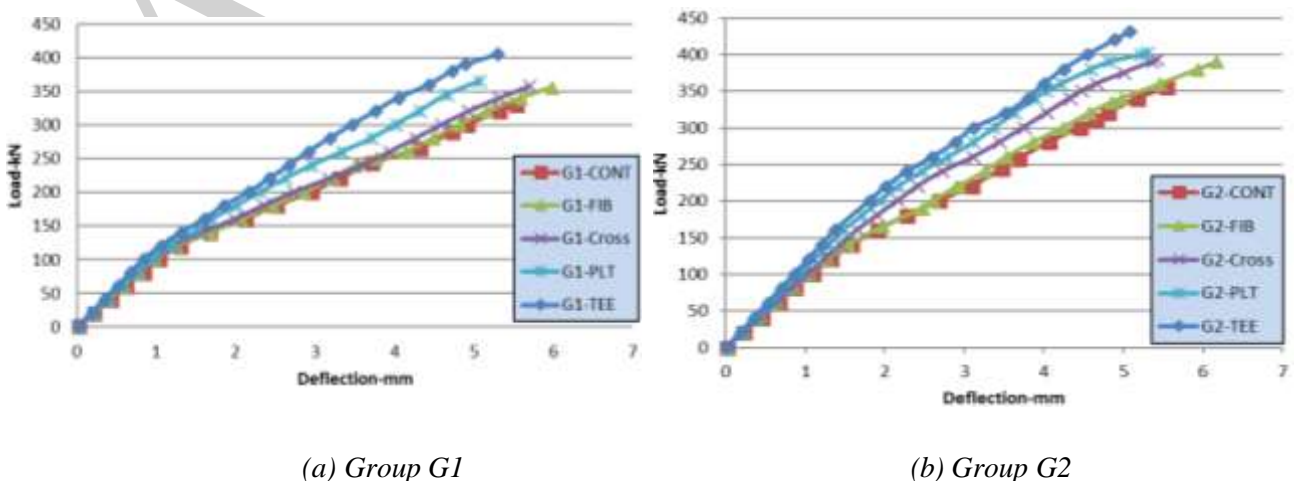 450
400
350
300
250
200
150
100
50
0
Load-kN
0 1 2 3 4 5 6 7
Deflection-mm
G1-CONT
G1-FIB
G1-Cross
G1-PLT
G1-TEE
450
400
350
300
250
200
150
100
50
0
Load-kN
0 1 2 3 4 5 6 7
Deflection-mm
G2-CONT
G2-FIB
G2-Cross
G2-PLT
G2-TEE
(a) Group G1
(b) Group G2